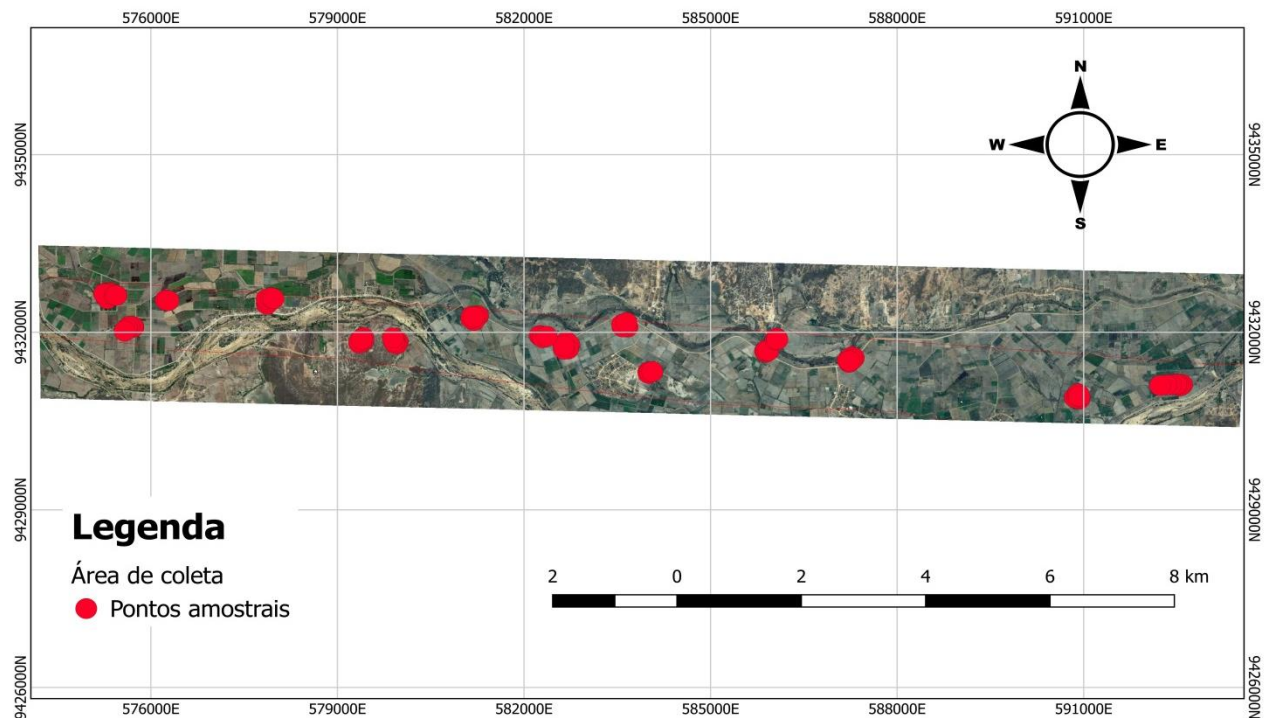 576000E 579000E 582000E 585000E 588000E 591000E
N
W E
S
9435000N 9435000N
9432000N 9432000N
9429000N 9429000N
9426000N 9426000N
Legenda
Área de coleta
Pontos amostrais
2 0 2 4 6 8 km
576000E 579000E 582000E 585000E 588000E 591000E